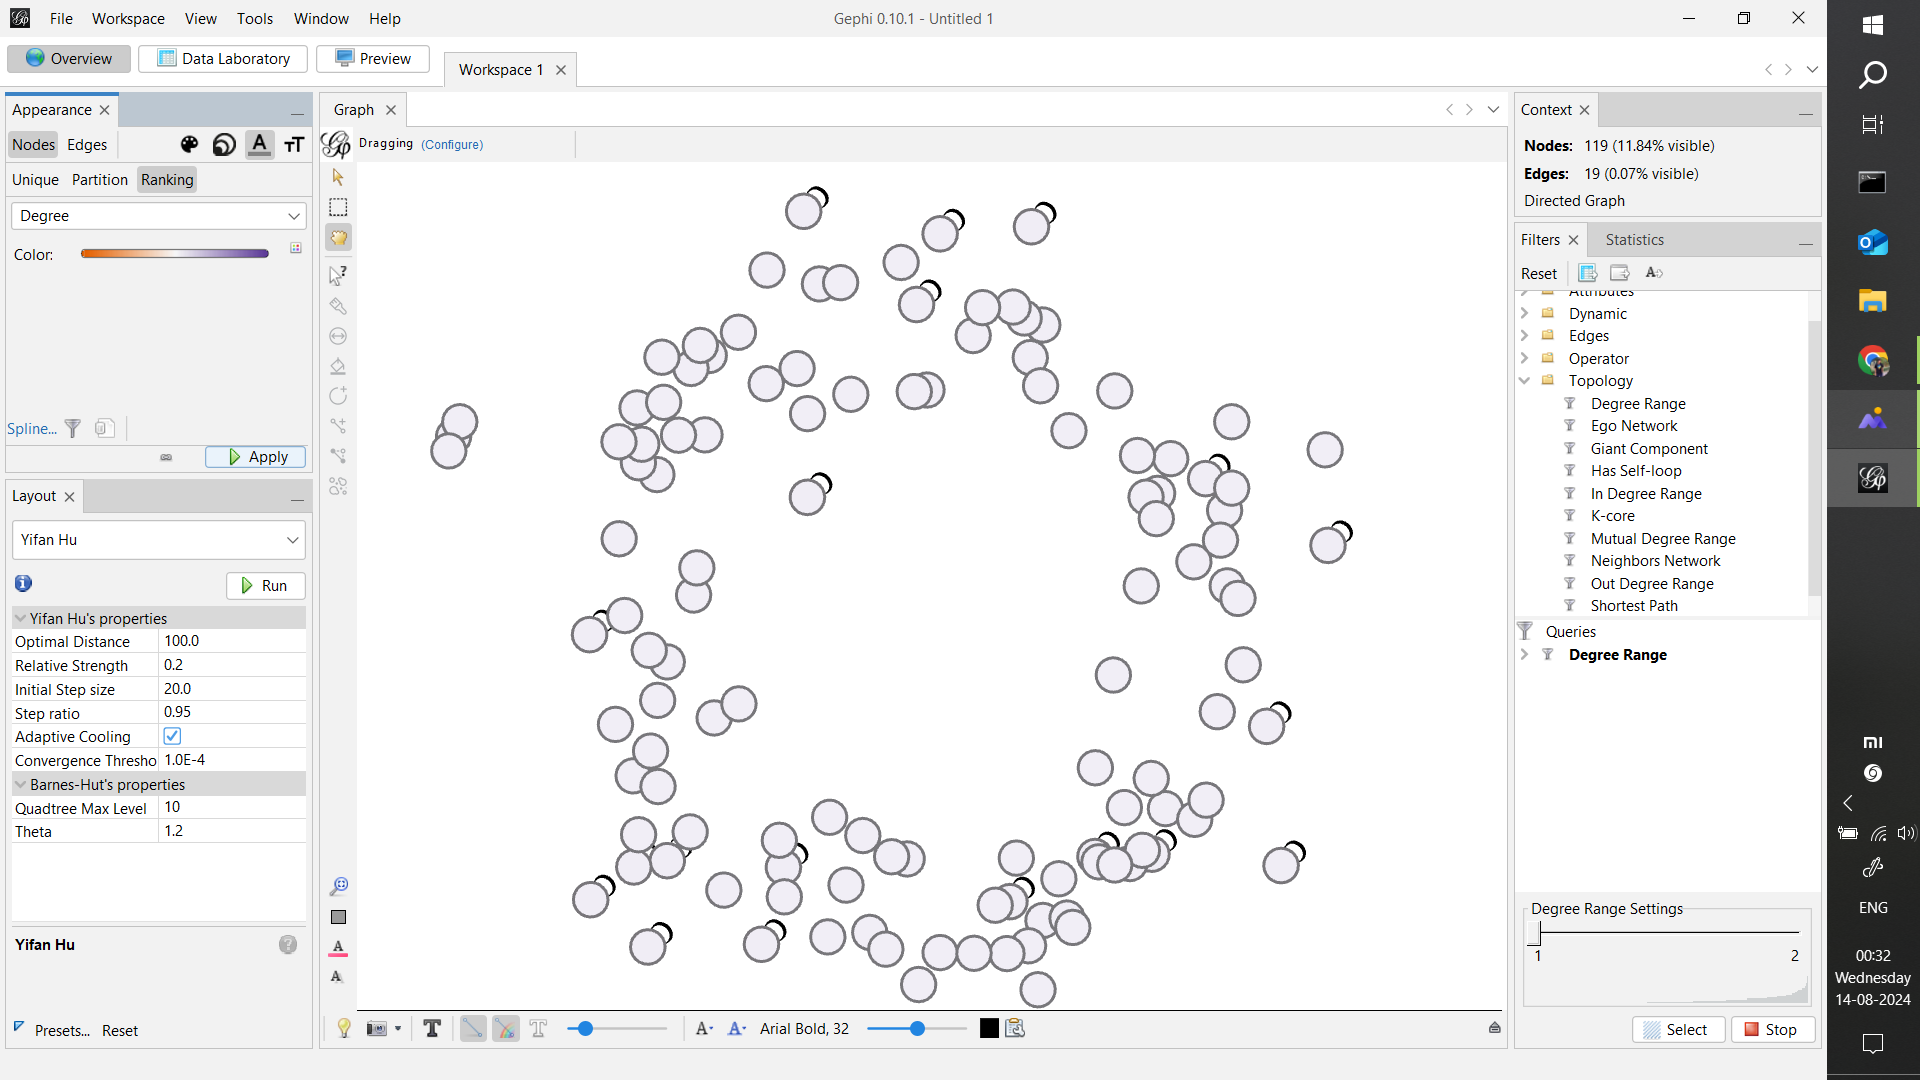 File Workspace View Tools Window Help
Gephi 0.10.1 - Untitled 1
Overview Data Laboratory Preview
Workspace 1
Appearance
Nodes Edges
Unique Partition Ranking
Degree
Color:
Spline...
Apply
Layout
Yifan Hu
Run
Yifan Hu's properties
Optimal Distance 100.0
Relative Strength 0.2
Initial Step size 20.0
Step ratio 0.95
Adaptive Cooling
Convergence Thresho 1.0E-4
Barnes-Hut's properties
Quadtree Max Level 10
Theta 1.2
Yifan Hu
Presets... Reset
Graph
Dragging (Configure)
Arial Bold, 32
Context
Nodes: 119 (11.84% visible)
Edges: 19 (0.07% visible)
Directed Graph
Filters Statistics
Reset
Attributes
Dynamic
Edges
Operator
Topology
Degree Range
Ego Network
Giant Component
Has Self-loop
In Degree Range
K-core
Mutual Degree Range
Neighbors Network
Out Degree Range
Shortest Path
Queries
Degree Range
Degree Range Settings
1 2
Select Stop
ENG
00:32
Wednesday
14-08-2024